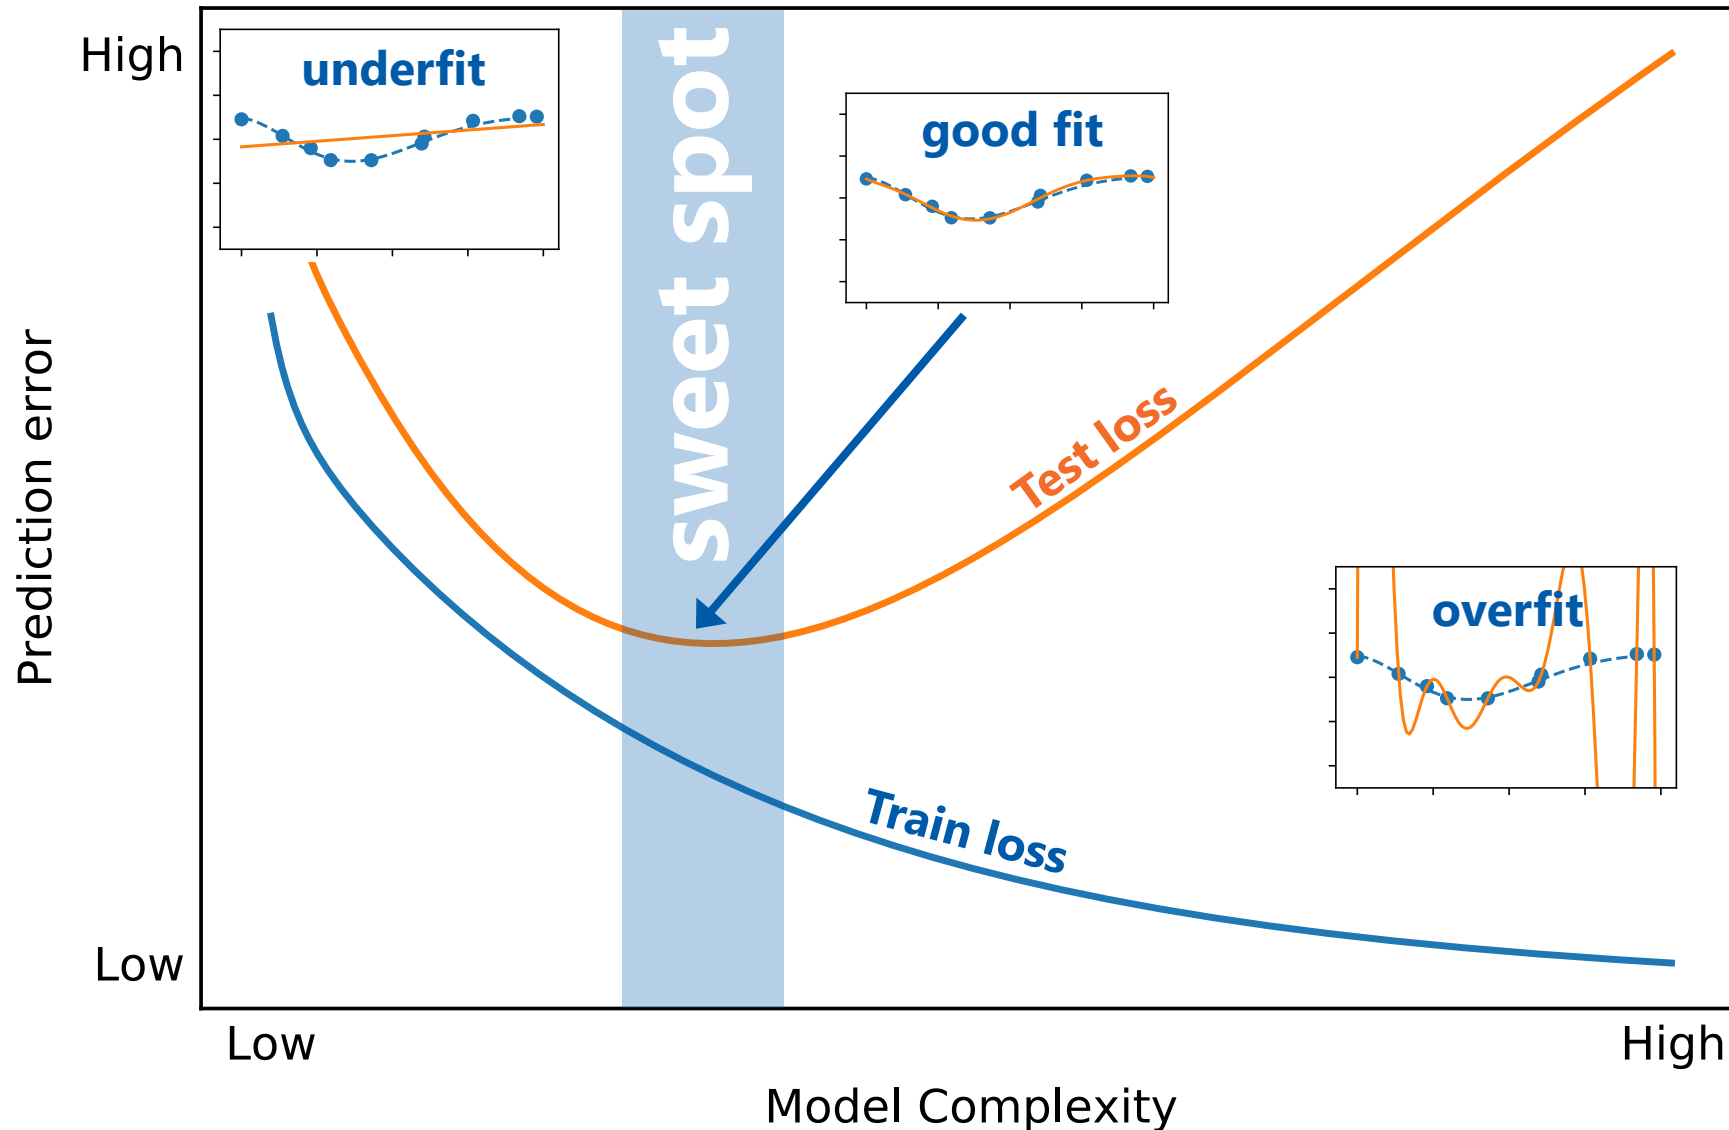 High
underfit
sweet spot
good fit
Prediction error
Test loss
overfit
Train loss
Low
Low
High
Model Complexity